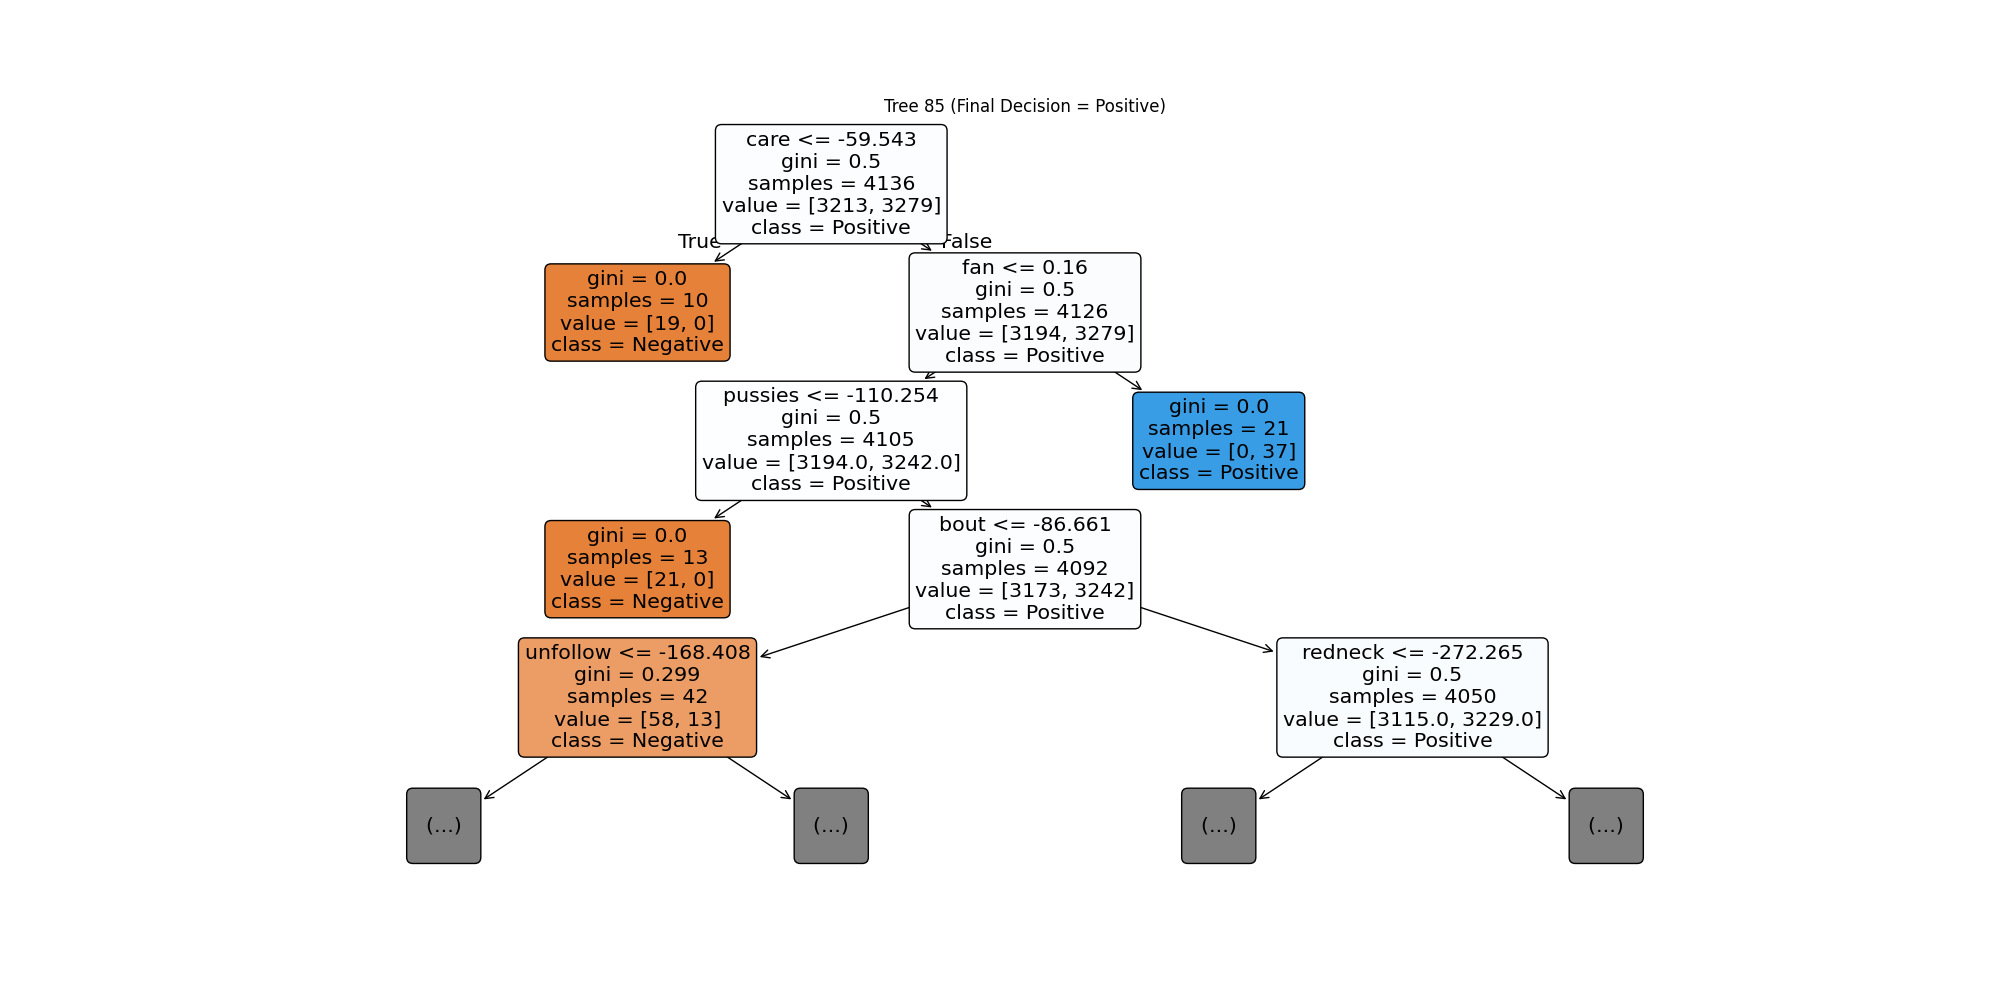 Tree 85 (Final Decision = Positive)
care <= -59.543
gini = 0.5
samples = 4136
value = [3213, 3279]
class = Positive
True
False
gini = 0.0
samples = 10
value = [19, 0]
class = Negative
fan <= 0.16
gini = 0.5
samples = 4126
value = [3194, 3279]
class = Positive
pussies <= -110.254
gini = 0.5
samples = 4105
value = [3194.0, 3242.0]
class = Positive
gini = 0.0
samples = 21
value = [0, 37]
class = Positive
gini = 0.0
samples = 13
value = [21, 0]
class = Negative
bout <= -86.661
gini = 0.5
samples = 4092
value = [3173, 3242]
class = Positive
unfollow <= -168.408
gini = 0.299
samples = 42
value = [58, 13]
class = Negative
redneck <= -272.265
gini = 0.5
samples = 4050
value = [3115.0, 3229.0]
class = Positive
(...)
(...)
(...)
(...)